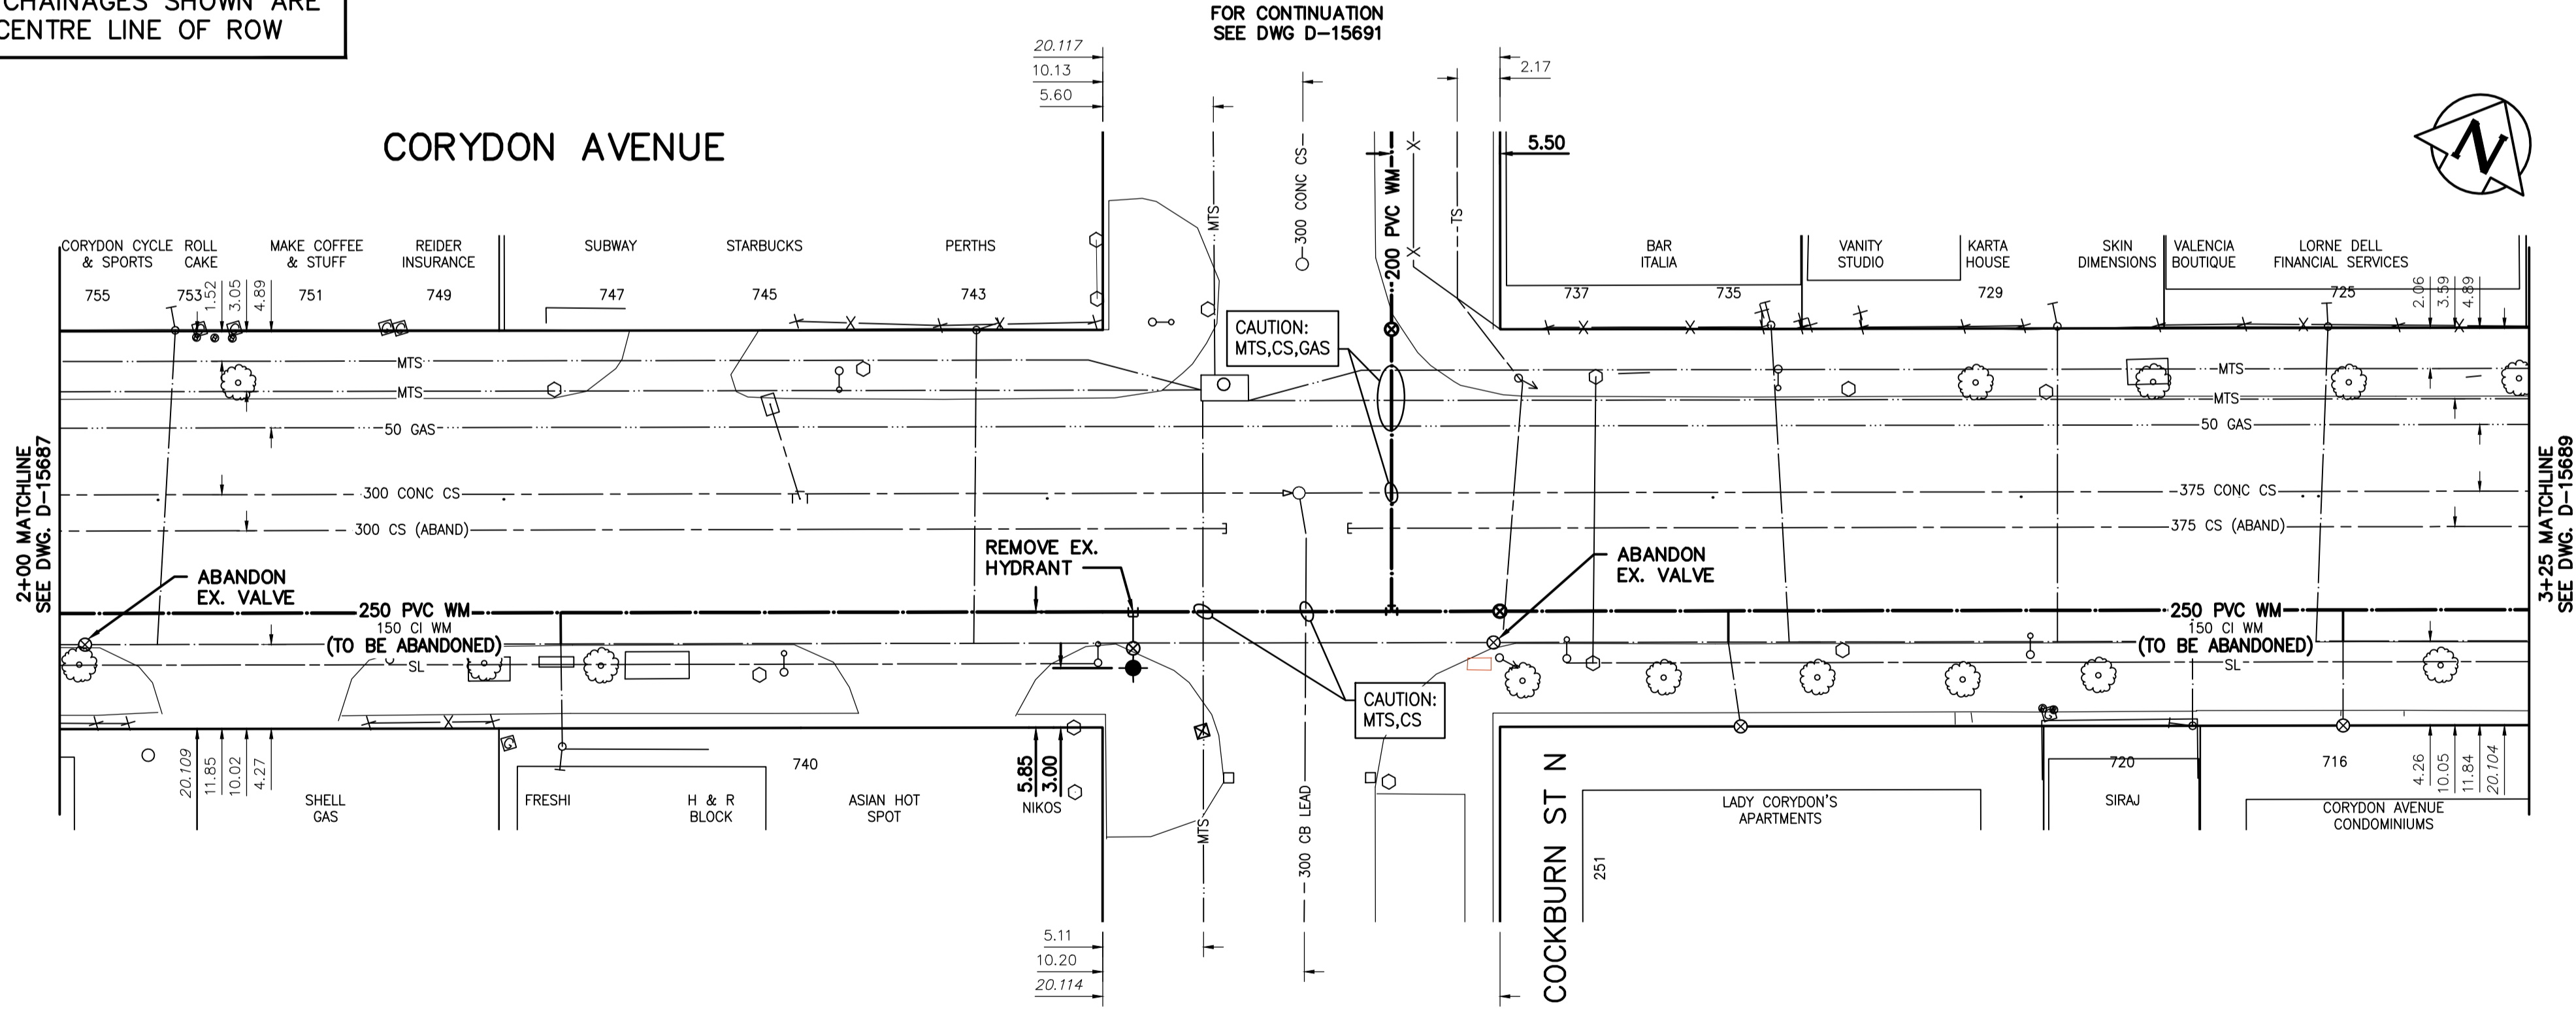 CHAINAGES SHOWN ARE
CENTRE LINE OF ROW
FOR CONTINUATION
SEE DWG D-15691
20.117
10.13
5.60
2.17
5.50
CORYDON AVENUE
N
MTS
300 CONC CS
200 PVC WM
TS
CORYDON CYCLE
& SPORTS
755
ROLL
CAKE
753
1.52
3.05
4.89
MAKE COFFEE
& STUFF
751
REIDER
INSURANCE
749
SUBWAY
747
STARBUCKS
745
PERTHS
743
BAR
ITALIA
737
735
VANITY
STUDIO
KARTA
HOUSE
729
SKIN
DIMENSIONS
VALENCIA
BOUTIQUE
LORNE DELL
FINANCIAL SERVICES
725
2.06
3.59
4.89
CAUTION:
MTS,CS,GAS
MTS
MTS
50 GAS
300 CONC CS
300 CS (ABAND)
MTS
MTS
50 GAS
375 CONC CS
375 CS (ABAND)
2+00 MATCHLINE
SEE DWG. D-15687
3+25 MATCHLINE
SEE DWG. D-15689
ABANDON
EX. VALVE
REMOVE EX.
HYDRANT
ABANDON
EX. VALVE
250 PVC WM
150 CI WM
(TO BE ABANDONED)
SL
250 PVC WM
150 CI WM
(TO BE ABANDONED)
SL
CAUTION:
MTS,CS
20.109
11.85
10.02
4.27
SHELL
GAS
FRESHI
H & R
BLOCK
740
ASIAN HOT
SPOT
5.85
3.00
NIKOS
MTS
300 CB LEAD
COCKBURN ST N
251
LADY CORYDON'S
APARTMENTS
720
SIRAJ
716
CORYDON AVENUE
CONDOMINIUMS
4.26
10.05
11.84
20.104
5.11
10.20
20.114